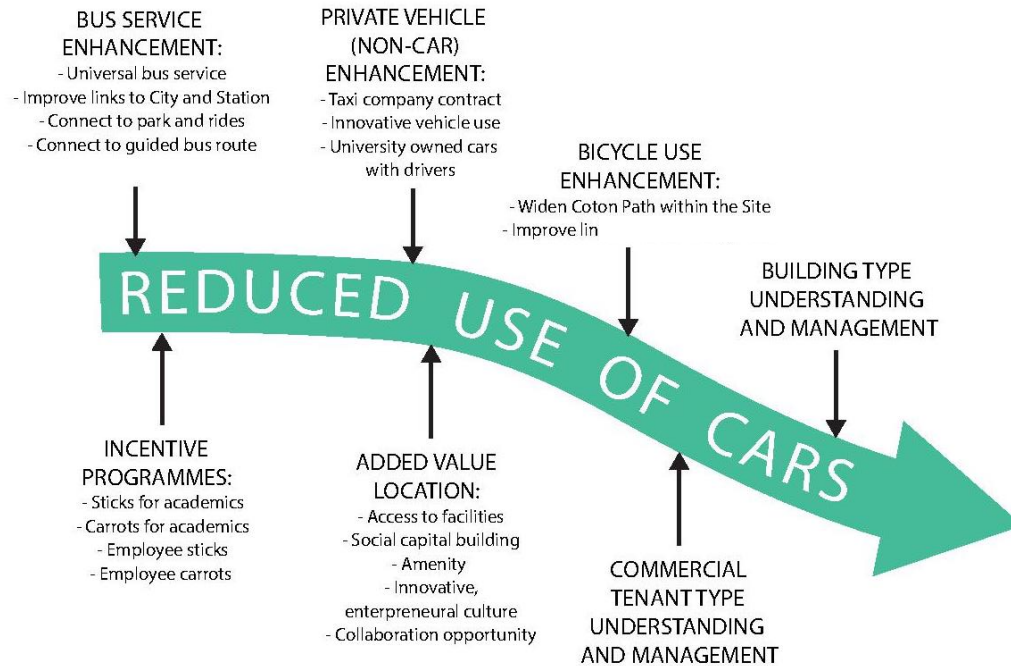 BUS SERVICE
ENHANCEMENT:
- Universal bus service
- Improve links to City and Station
- Connect to park and rides
- Connect to guided bus route
PRIVATE VEHICLE
(NON-CAR)
ENHANCEMENT:
- Taxi company contract
- Innovative vehicle use
- University owned cars
with drivers
BICYCLE USE
ENHANCEMENT:
- Widen Coton Path within the Site
- Improve lin
BUILDING TYPE
UNDERSTANDING
AND MANAGEMENT
REDUCED USE OF CARS
INCENTIVE
PROGRAMMES:
- Sticks for academics
- Carrots for academics
- Employee sticks
- Employee carrots
ADDED VALUE
LOCATION:
- Access to facilities
- Social capital building
- Amenity
- Innovative,
enterpreneural culture
- Collaboration opportunity
COMMERCIAL
TENANT TYPE
UNDERSTANDING
AND MANAGEMENT